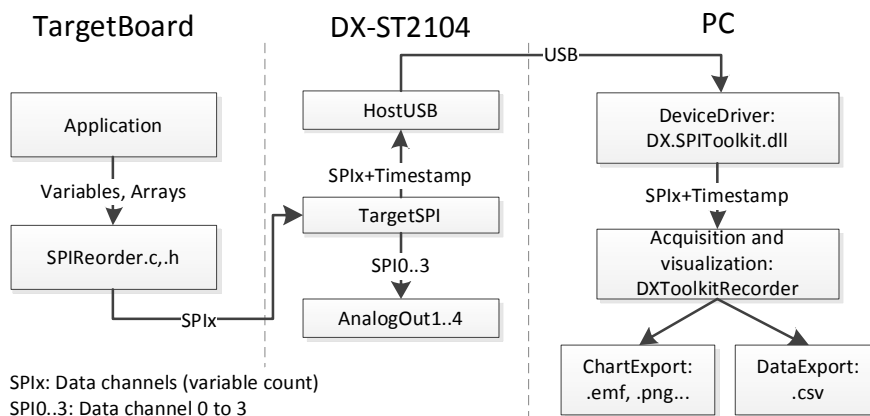 TargetBoard
DX-ST2104
PC
USB
Application
HostUSB
DeviceDriver:
DX.SPIToolkit.dll
Variables, Arrays
SPIx+Timestamp
SPIx+Timestamp
SPIReorder.c,.h
TargetSPI
Acquisition and
visualization:
DXToolkitRecorder
SPI0..3
SPIx
AnalogOut1..4
ChartExport:
.emf, .png...
DataExport:
.csv
SPIx: Data channels (variable count)
SPI0..3: Data channel 0 to 3